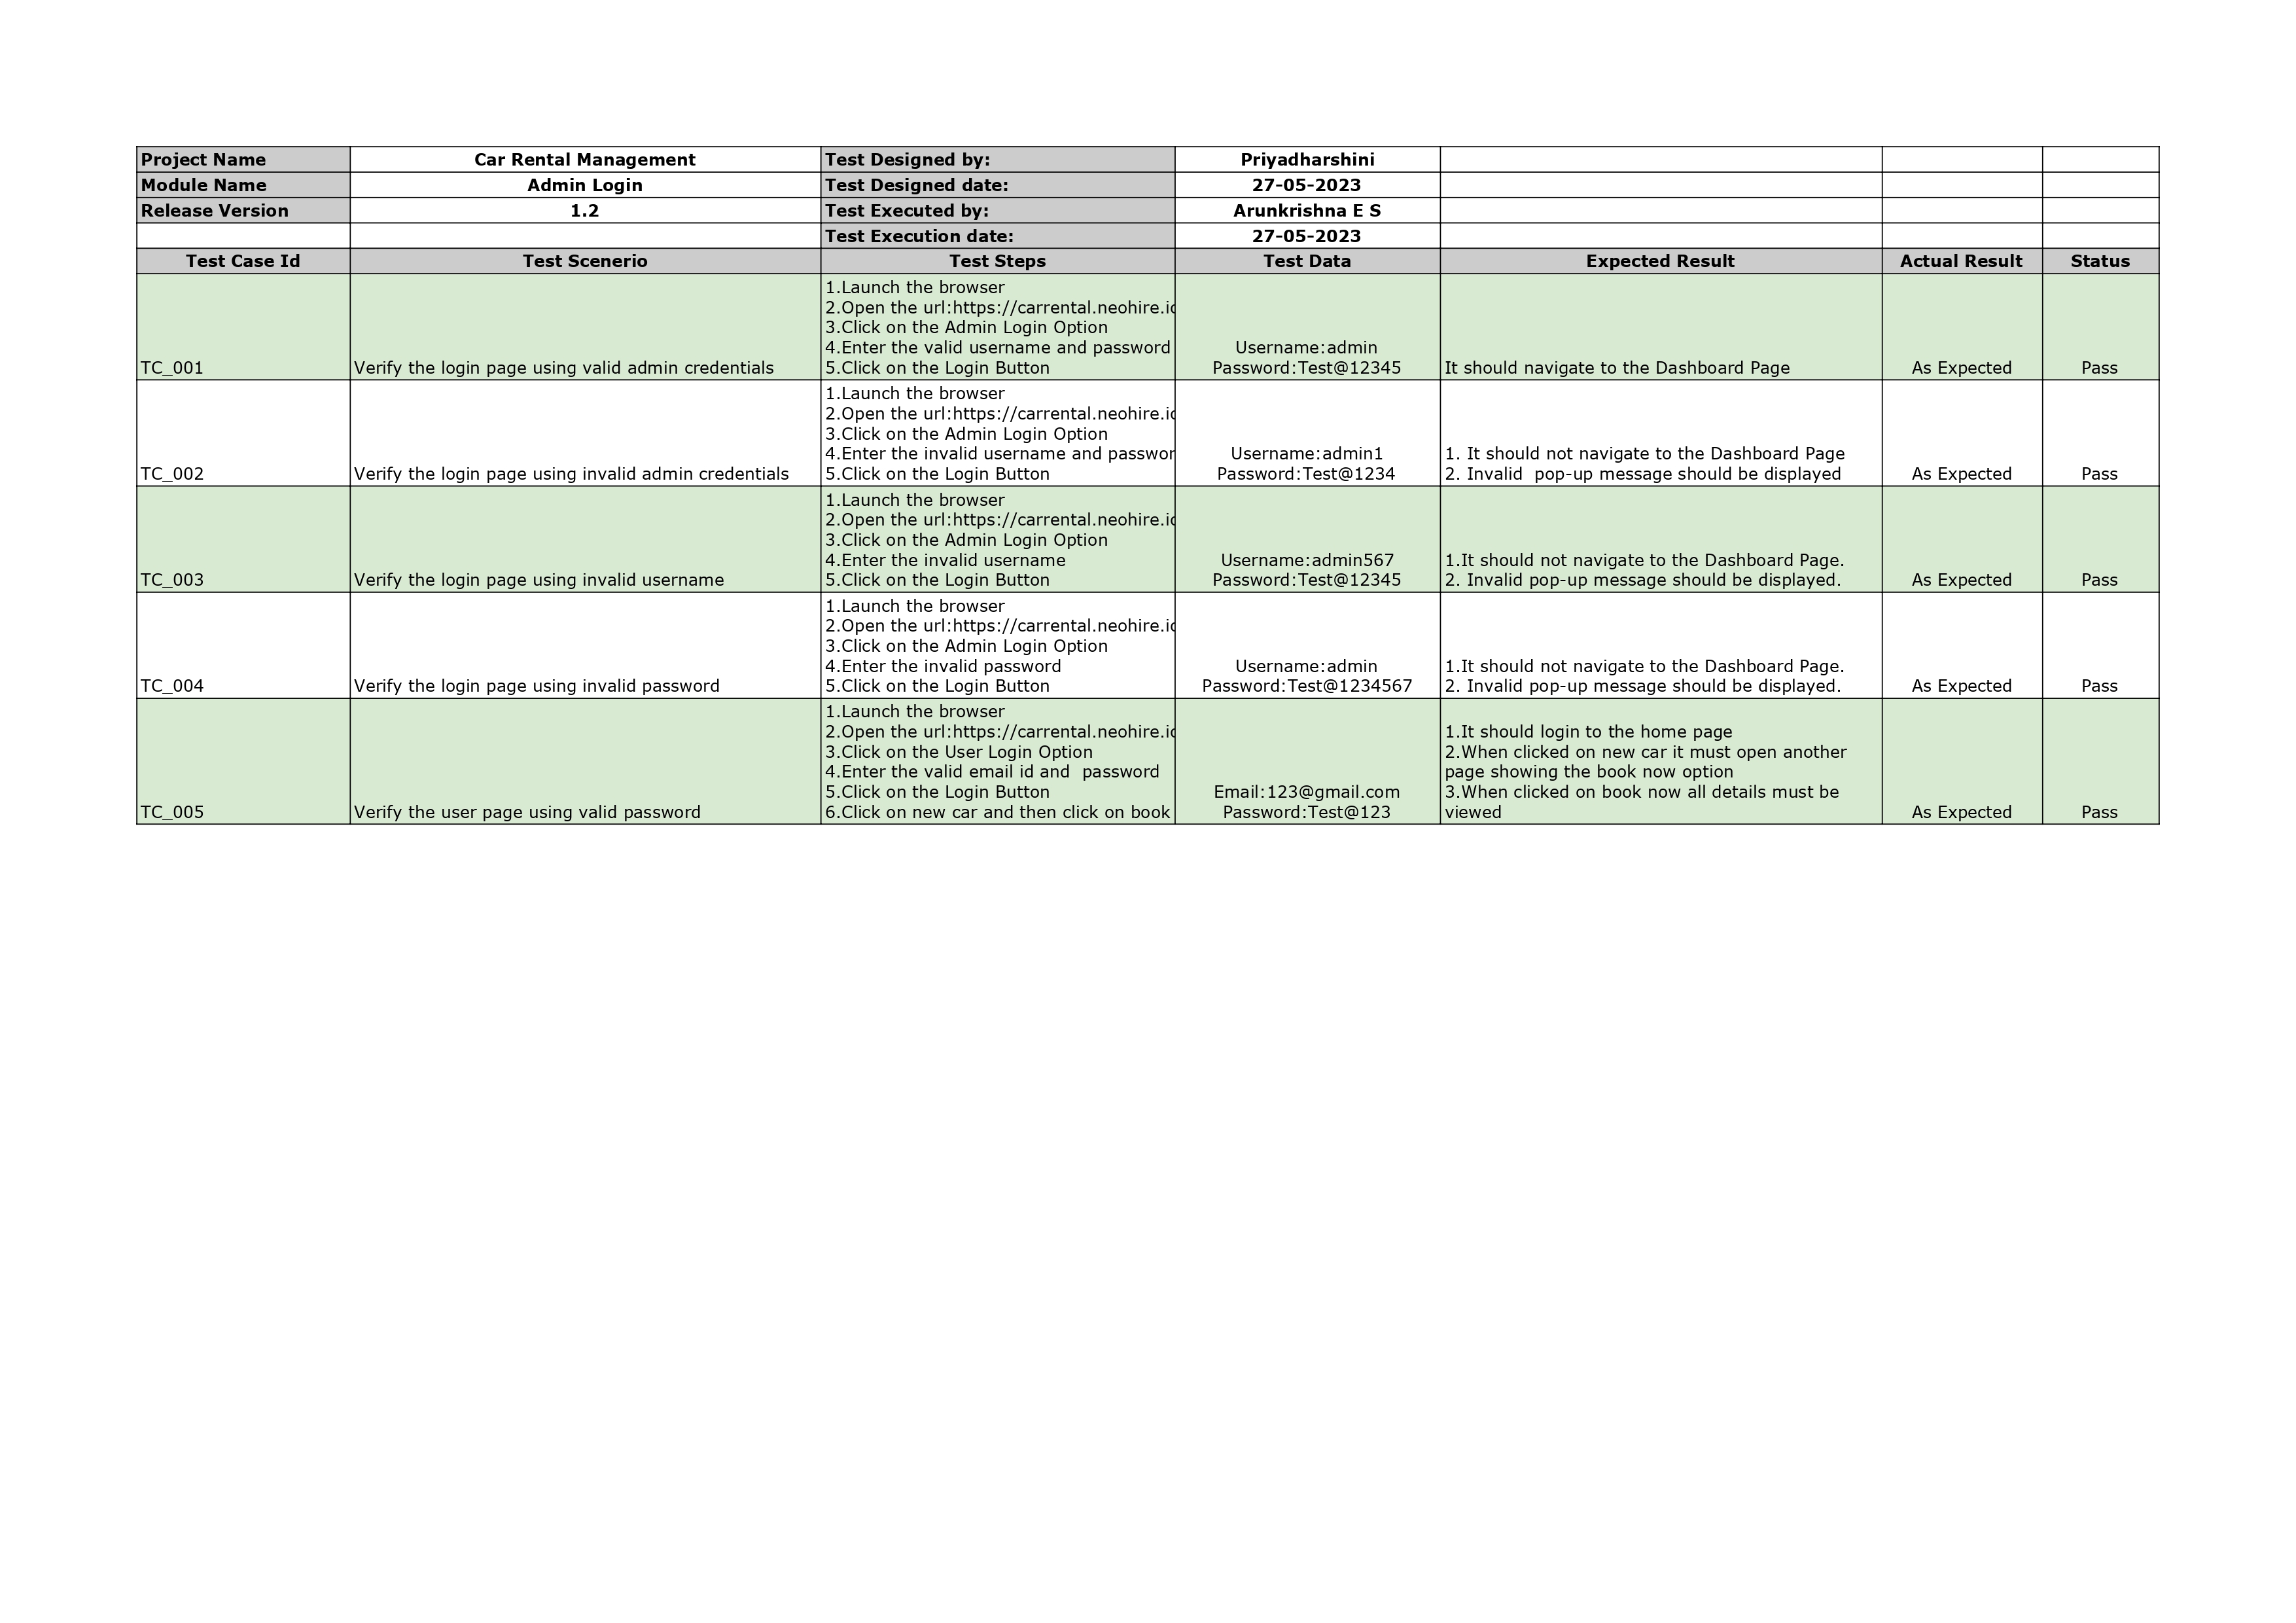 Project Name Car Rental Management Test Designed by: Priyadharshini
Module Name Admin Login Test Designed date: 27-05-2023
Release Version 1.2 Test Executed by: Arunkrishna E S
Test Execution date: 27-05-2023
Test Case Id Test Scenerio Test Steps Test Data Expected Result Actual Result Status
1.Launch the browser
2.Open the url:https://carrental.neohire.io
3.Click on the Admin Login Option
4.Enter the valid username and password Username:admin
TC_001 Verify the login page using valid admin credentials 5.Click on the Login Button Password:Test@12345 It should navigate to the Dashboard Page As Expected Pass
1.Launch the browser
2.Open the url:https://carrental.neohire.io
3.Click on the Admin Login Option
4.Enter the invalid username and passwor Username:admin1 1. It should not navigate to the Dashboard Page
TC_002 Verify the login page using invalid admin credentials 5.Click on the Login Button Password:Test@1234 2. Invalid  pop-up message should be displayed As Expected Pass
1.Launch the browser
2.Open the url:https://carrental.neohire.io
3.Click on the Admin Login Option
4.Enter the invalid username Username:admin567 1.It should not navigate to the Dashboard Page.
TC_003 Verify the login page using invalid username 5.Click on the Login Button Password:Test@12345 2. Invalid pop-up message should be displayed. As Expected Pass
1.Launch the browser
2.Open the url:https://carrental.neohire.io
3.Click on the Admin Login Option
4.Enter the invalid password Username:admin 1.It should not navigate to the Dashboard Page.
TC_004 Verify the login page using invalid password 5.Click on the Login Button Password:Test@1234567 2. Invalid pop-up message should be displayed. As Expected Pass
1.Launch the browser
2.Open the url:https://carrental.neohire.io 1.It should login to the home page
3.Click on the User Login Option 2.When clicked on new car it must open another
4.Enter the valid email id and  password page showing the book now option
5.Click on the Login Button Email:123@gmail.com 3.When clicked on book now all details must be
TC_005 Verify the user page using valid password 6.Click on new car and then click on book Password:Test@123 viewed As Expected Pass